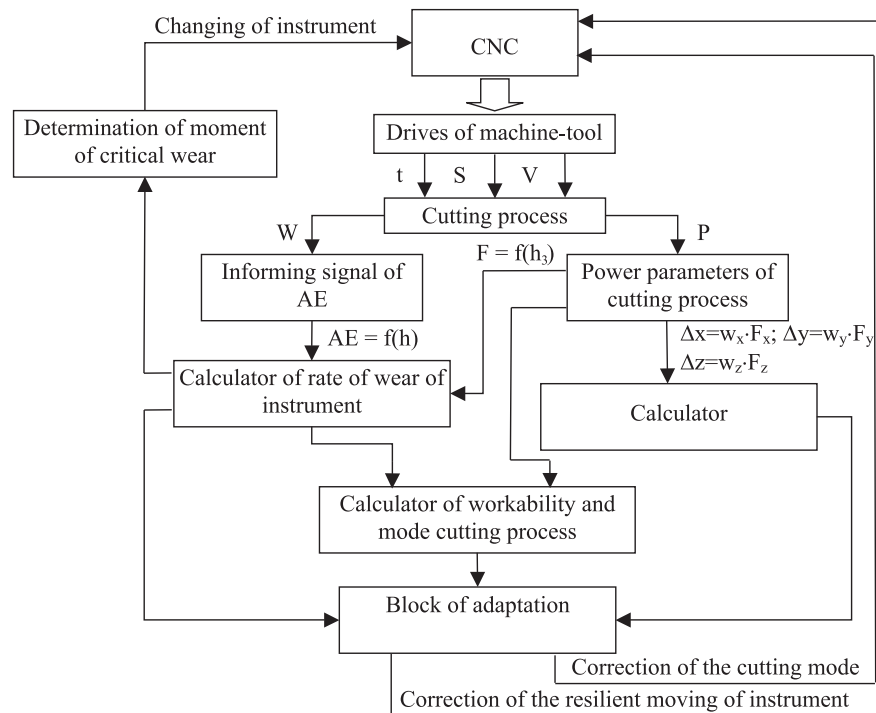 Changing of instrument
CNC
Determination of moment
of critical wear
Drives of machine-tool
t
S
V
Cutting process
W
P
F = f(h₃)
Informing signal of
AE
Power parameters of
cutting process
AE = f(h)
Δx=wₓ·Fₓ; Δy=w_y·F_y
Δz=w_z·F_z
Calculator of rate of wear of
instrument
Calculator
Calculator of workability and
mode cutting process
Block of adaptation
Correction of the cutting mode
Correction of the resilient moving of instrument